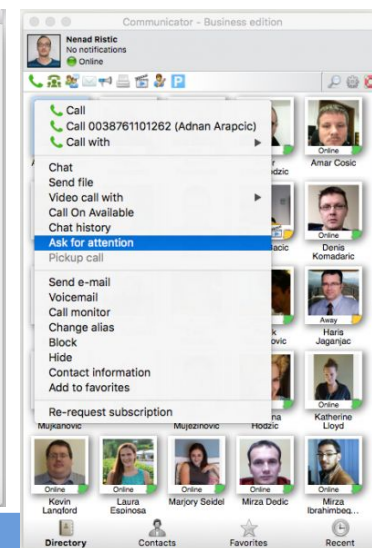 Communicator - Business edition
Nenad Ristic
No notifications
Online
Call
Call 0038761101262 (Adnan Arapcic)
Call with
Chat
Send file
Video call with
Call On Available
Chat history
Ask for attention
Pickup call
Send e-mail
Voicemail
Call monitor
Change alias
Block
Hide
Contact information
Add to favorites
Re-request subscription
Online
Amar Cosic
Online
Denis
Komadaric
Away
Haris
Jaganjac
Online
Katherine
Lloyd
Mujkanovic
Mujezinovic
Hodzic
Online
Online
Online
Online
Kevin
Langford
Laura
Espinosa
Marjory Seidel
Mirza Dedic
Mirza
Ibrahimbeg...
Directory
Contacts
Favorites
Recent